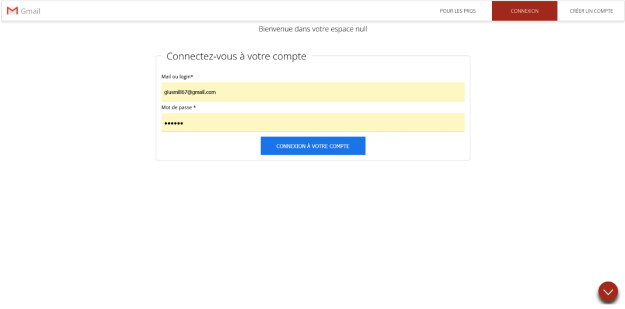 Gmail
POUR LES PROS
CONNEXION
CRÉER UN COMPTE
Bienvenue dans votre espace null
Connectez-vous à votre compte
Mail ou login*
giuemili67@gmail.com
Mot de passe *
••••••
CONNEXION À VOTRE COMPTE